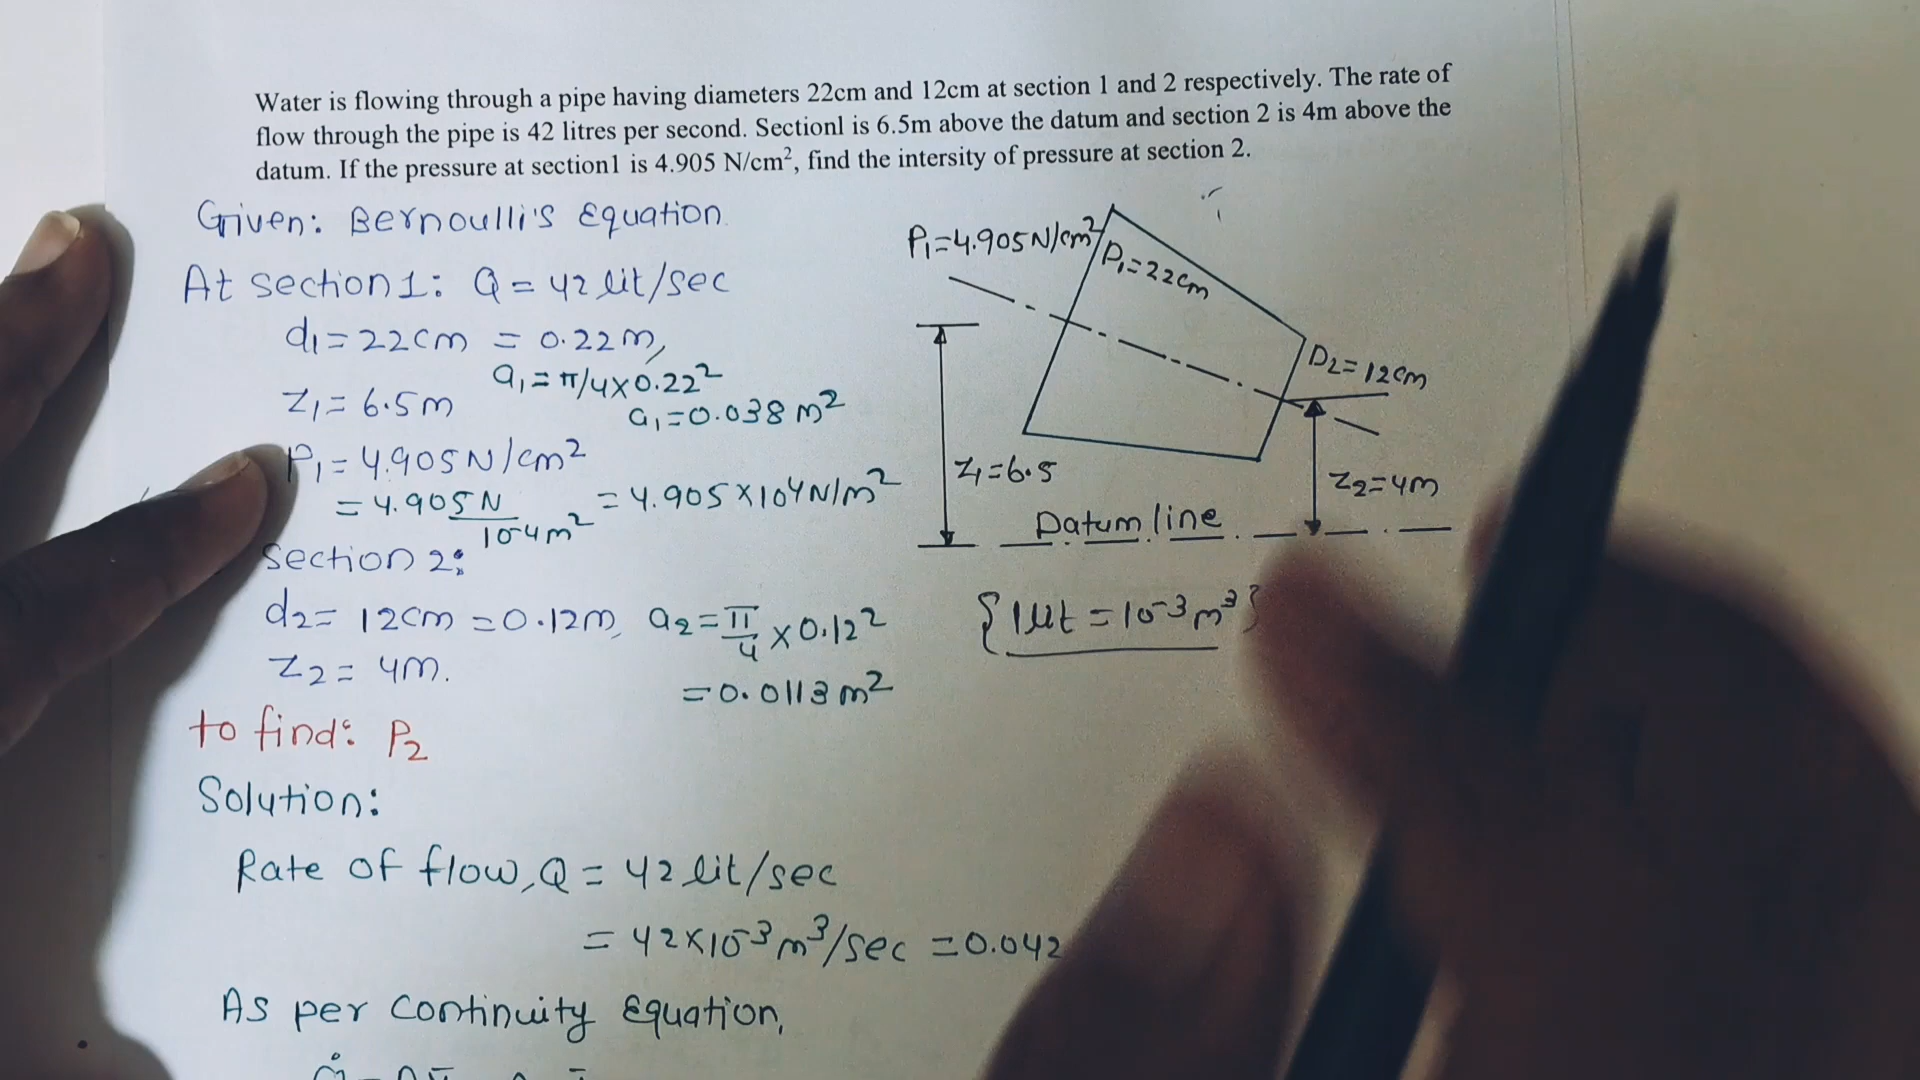 Water is flowing through a pipe having diameters 22cm and 12cm at section 1 and 2 respectively. The rate of
flow through the pipe is 42 litres per second. Section1 is 6.5m above the datum and section 2 is 4m above the
datum. If the pressure at section1 is 4.905 N/cm², find the intersity of pressure at section 2.
Given: Bernoulli's Equation.
At section 1: Q = 42 lit/sec
d₁ = 22cm = 0.22m,
a₁ = π/4 × 0.22²
Z₁ = 6.5m
a₁ = 0.038 m²
P₁ = 4.905 N/cm²
= 4.905 N / 10⁻⁴m² = 4.905 × 10⁴ N/m²
Section 2:
d₂ = 12cm = 0.12m, a₂ = π/4 × 0.12²
Z₂ = 4m.
= 0.0113 m²
to find: P₂
P₁ = 4.905 N/cm²
D₁ = 22cm
D₂ = 12cm
Z₁ = 6.5
Z₂ = 4m
Datum line
{1 lit = 10⁻³ m³}
Solution:
Rate of flow, Q = 42 lit/sec
= 42 × 10⁻³ m³/sec = 0.042
As per Continuity Equation,